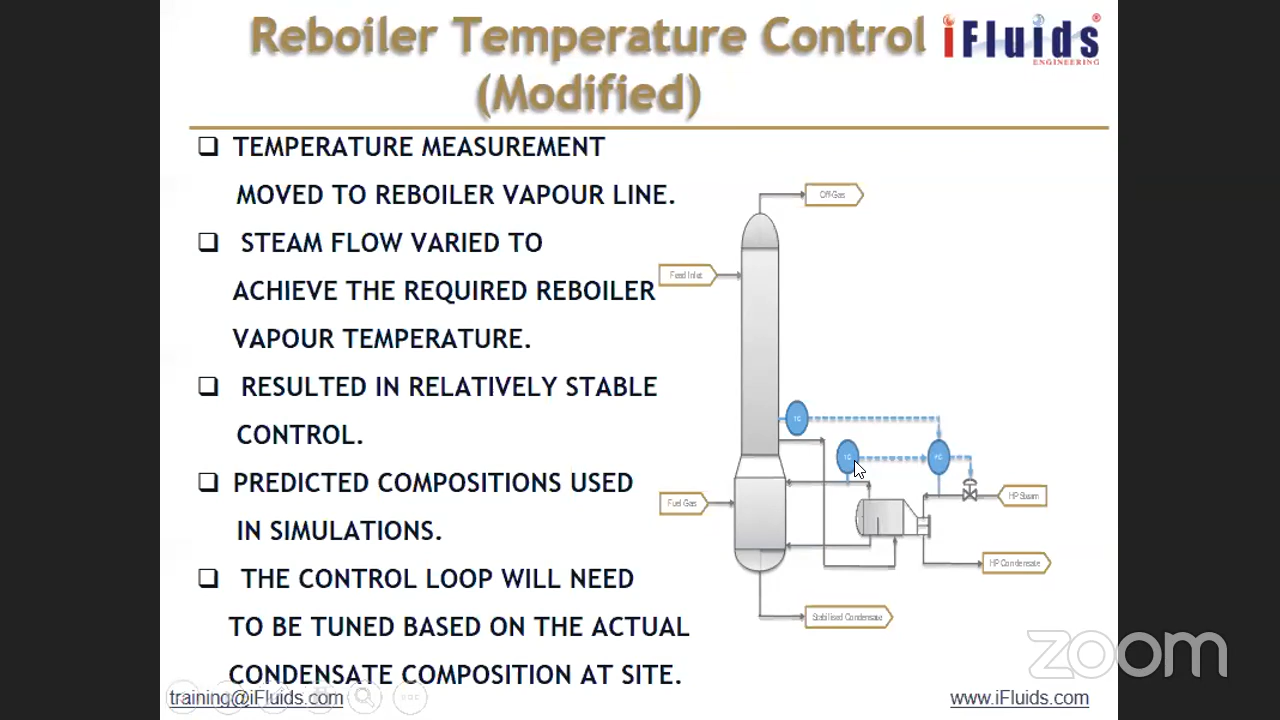 Reboiler Temperature Control
(Modified)
iFluids
ENGINEERING
❑ TEMPERATURE MEASUREMENT
MOVED TO REBOILER VAPOUR LINE.
❑ STEAM FLOW VARIED TO
ACHIEVE THE REQUIRED REBOILER
VAPOUR TEMPERATURE.
❑ RESULTED IN RELATIVELY STABLE
CONTROL.
❑ PREDICTED COMPOSITIONS USED
IN SIMULATIONS.
❑ THE CONTROL LOOP WILL NEED
TO BE TUNED BASED ON THE ACTUAL
CONDENSATE COMPOSITION AT SITE.
Off-Gas
Feed Inlet
TC
TC
Fuel Gas
HP Steam
HP Condensate
Stabilised Condensate
zoom
training@iFluids.com
www.iFluids.com